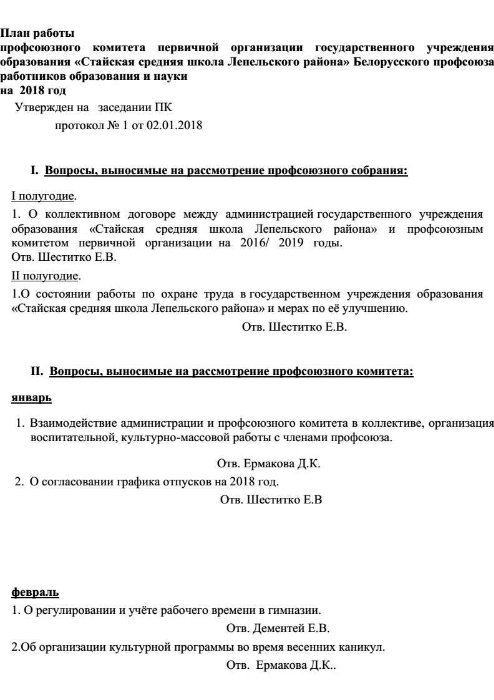 План работы
профсоюзного комитета первичной организации государственного учреждения
образования «Стайская средняя школа Лепельского района» Белорусского профсоюза
работников образования и науки
на 2018 год
Утвержден на заседании ПК
протокол № 1 от 02.01.2018
I. Вопросы, выносимые на рассмотрение профсоюзного собрания:
I полугодие.
1. О коллективном договоре между администрацией государственного учреждения
образования «Стайская средняя школа Лепельского района» и профсоюзным
комитетом первичной организации на 2016/ 2019 годы.
Отв. Шеститко Е.В.
II полугодие.
1.О состоянии работы по охране труда в государственном учреждения образования
«Стайская средняя школа Лепельского района» и мерах по её улучшению.
Отв. Шеститко Е.В.
II. Вопросы, выносимые на рассмотрение профсоюзного комитета:
январь
1. Взаимодействие администрации и профсоюзного комитета в коллективе, организация
воспитательной, культурно-массовой работы с членами профсоюза.
Отв. Ермакова Д.К.
2. О согласовании графика отпусков на 2018 год.
Отв. Шеститко Е.В
февраль
1. О регулировании и учёте рабочего времени в гимназии.
Отв. Дементей Е.В.
2.Об организации культурной программы во время весенних каникул.
Отв. Ермакова Д.К..